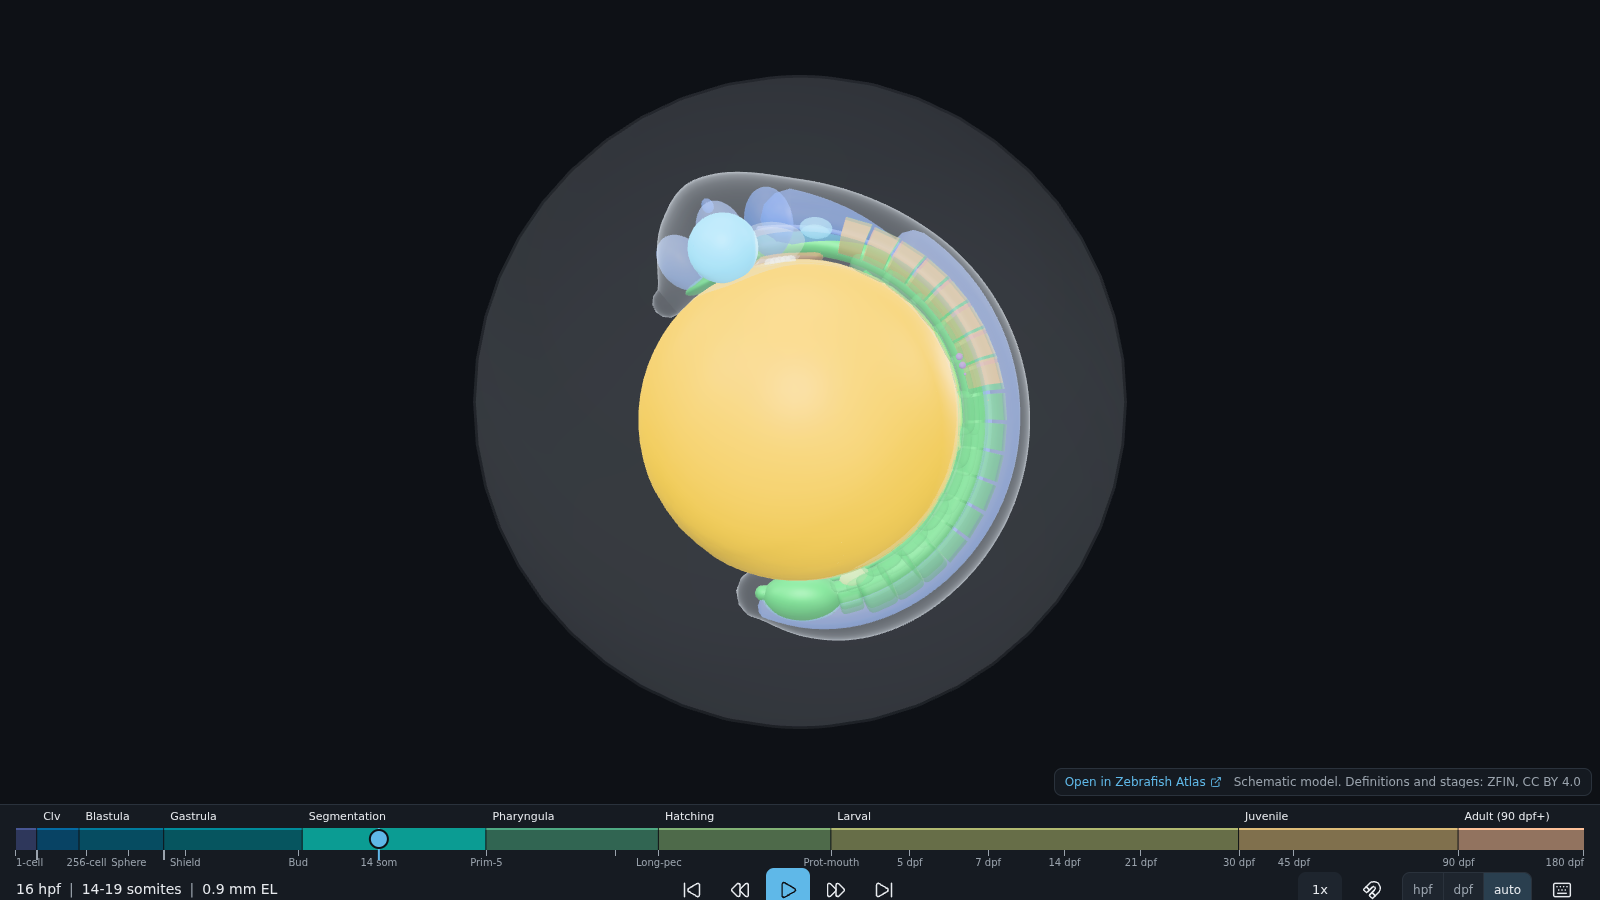 Open in Zebrafish Atlas Schematic model. Definitions and stages: ZFIN, CC BY 4.0
Clv Blastula Gastrula Segmentation Pharyngula Hatching Larval Juvenile Adult (90 dpf+)
1-cell 256-cell Sphere Shield Bud 14 som Prim-5 Long-pec Prot-mouth 5 dpf 7 dpf 14 dpf 21 dpf 30 dpf 45 dpf 90 dpf 180 dpf
16 hpf | 14-19 somites | 0.9 mm EL 1x hpf dpf auto